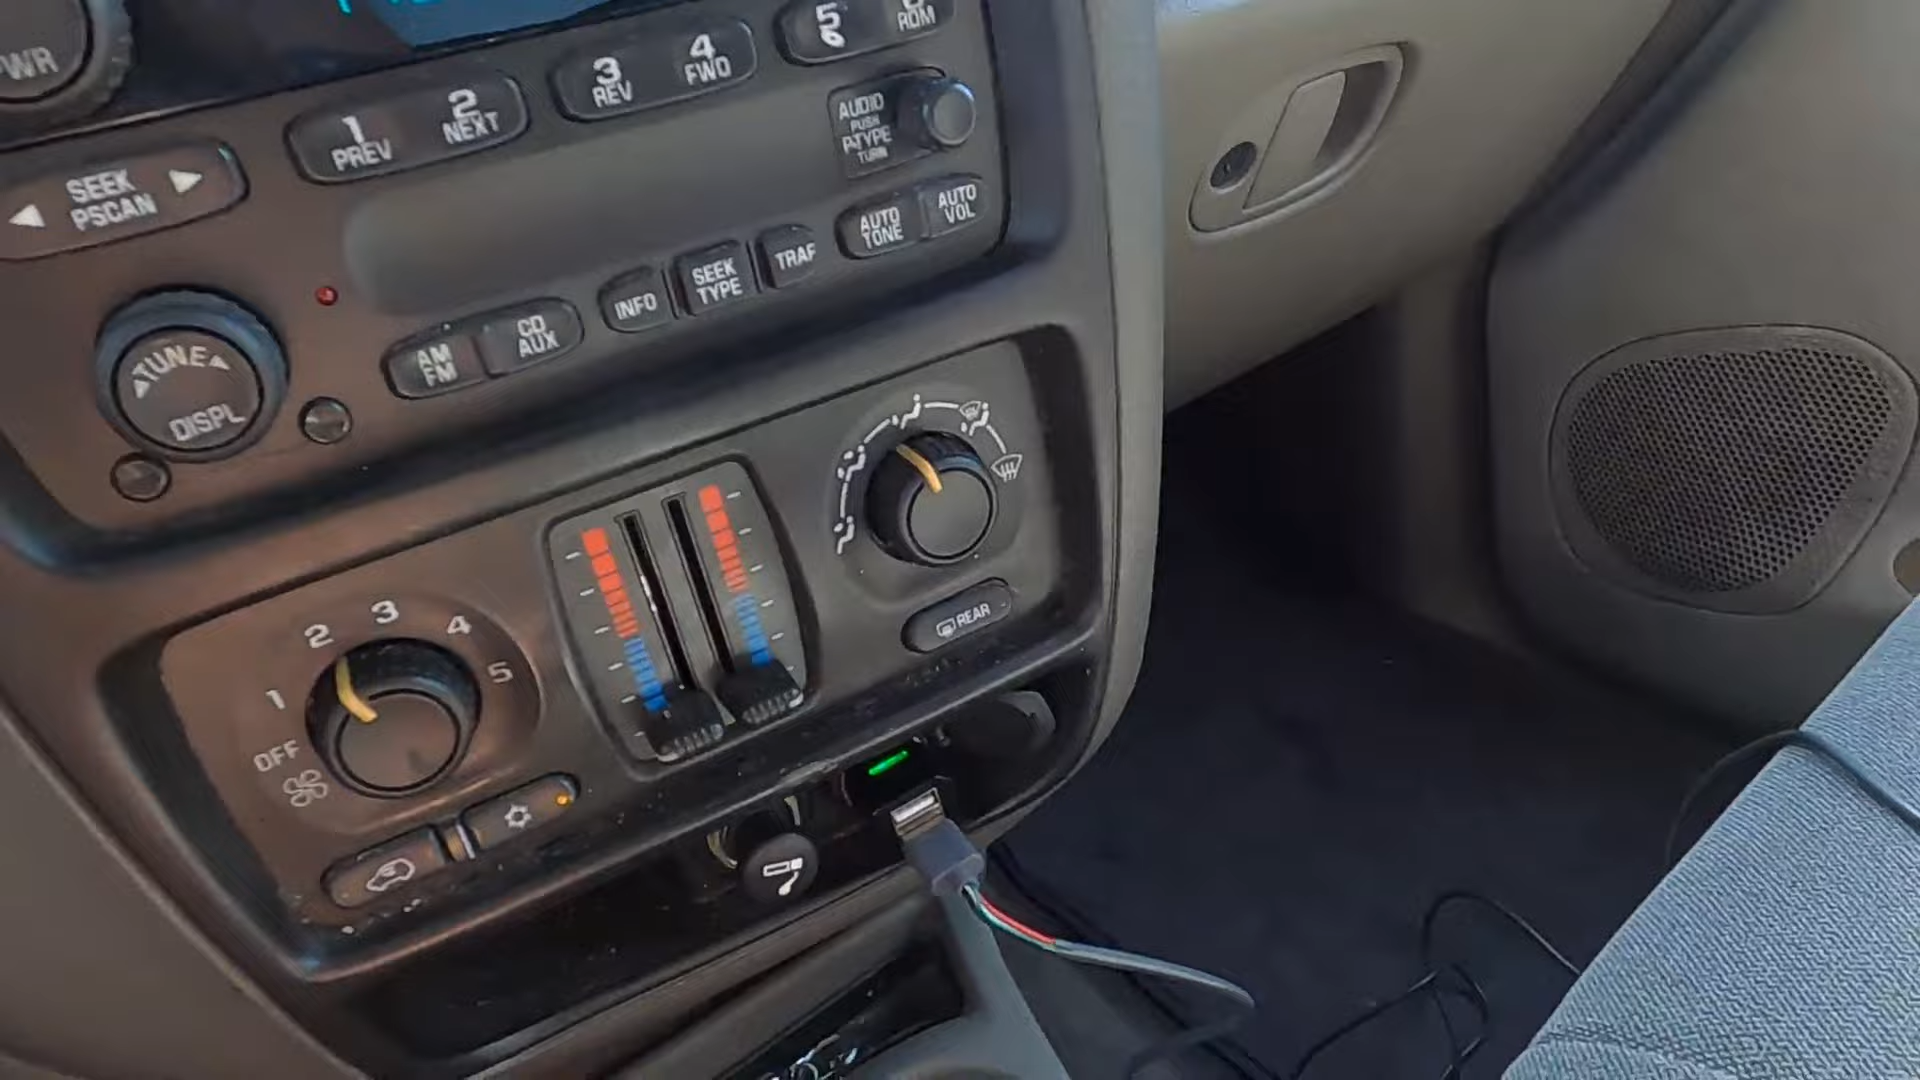 PWR
1
PREV
2
NEXT
3
REV
4
FWD
5
RDM
AUDIO
PUSH
P-TYPE
TURN
SEEK
PSCAN
AUTO
TONE
AUTO
VOL
INFO
SEEK
TYPE
TRAF
AM
FM
CD
AUX
TUNE
DISPL
OFF
1
2
3
4
5
REAR